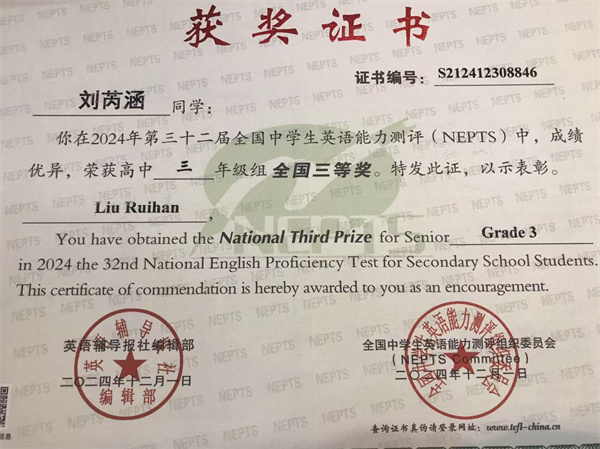 获奖证书
证书编号：S212412308846
刘芮涵 同学：
你在2024年第三十二届全国中学生英语能力测评（NEPTS）中，成绩
优异，荣获高中 三 年级组 全国三等奖。特发此证，以示表彰。
Liu Ruihan,
You have obtained the National Third Prize for Senior Grade 3
in 2024 the 32nd National English Proficiency Test for Secondary School Students.
This certificate of commendation is hereby awarded to you as an encouragement.
英语辅导报社编辑部
二〇二四年十二月一日
编辑部
全国中学生英语能力测评组织委员会
(NEPTS Committee)
二〇二四年十二月一日
查询证书真伪请登录网址：www.tefl-china.cn
NEPTS